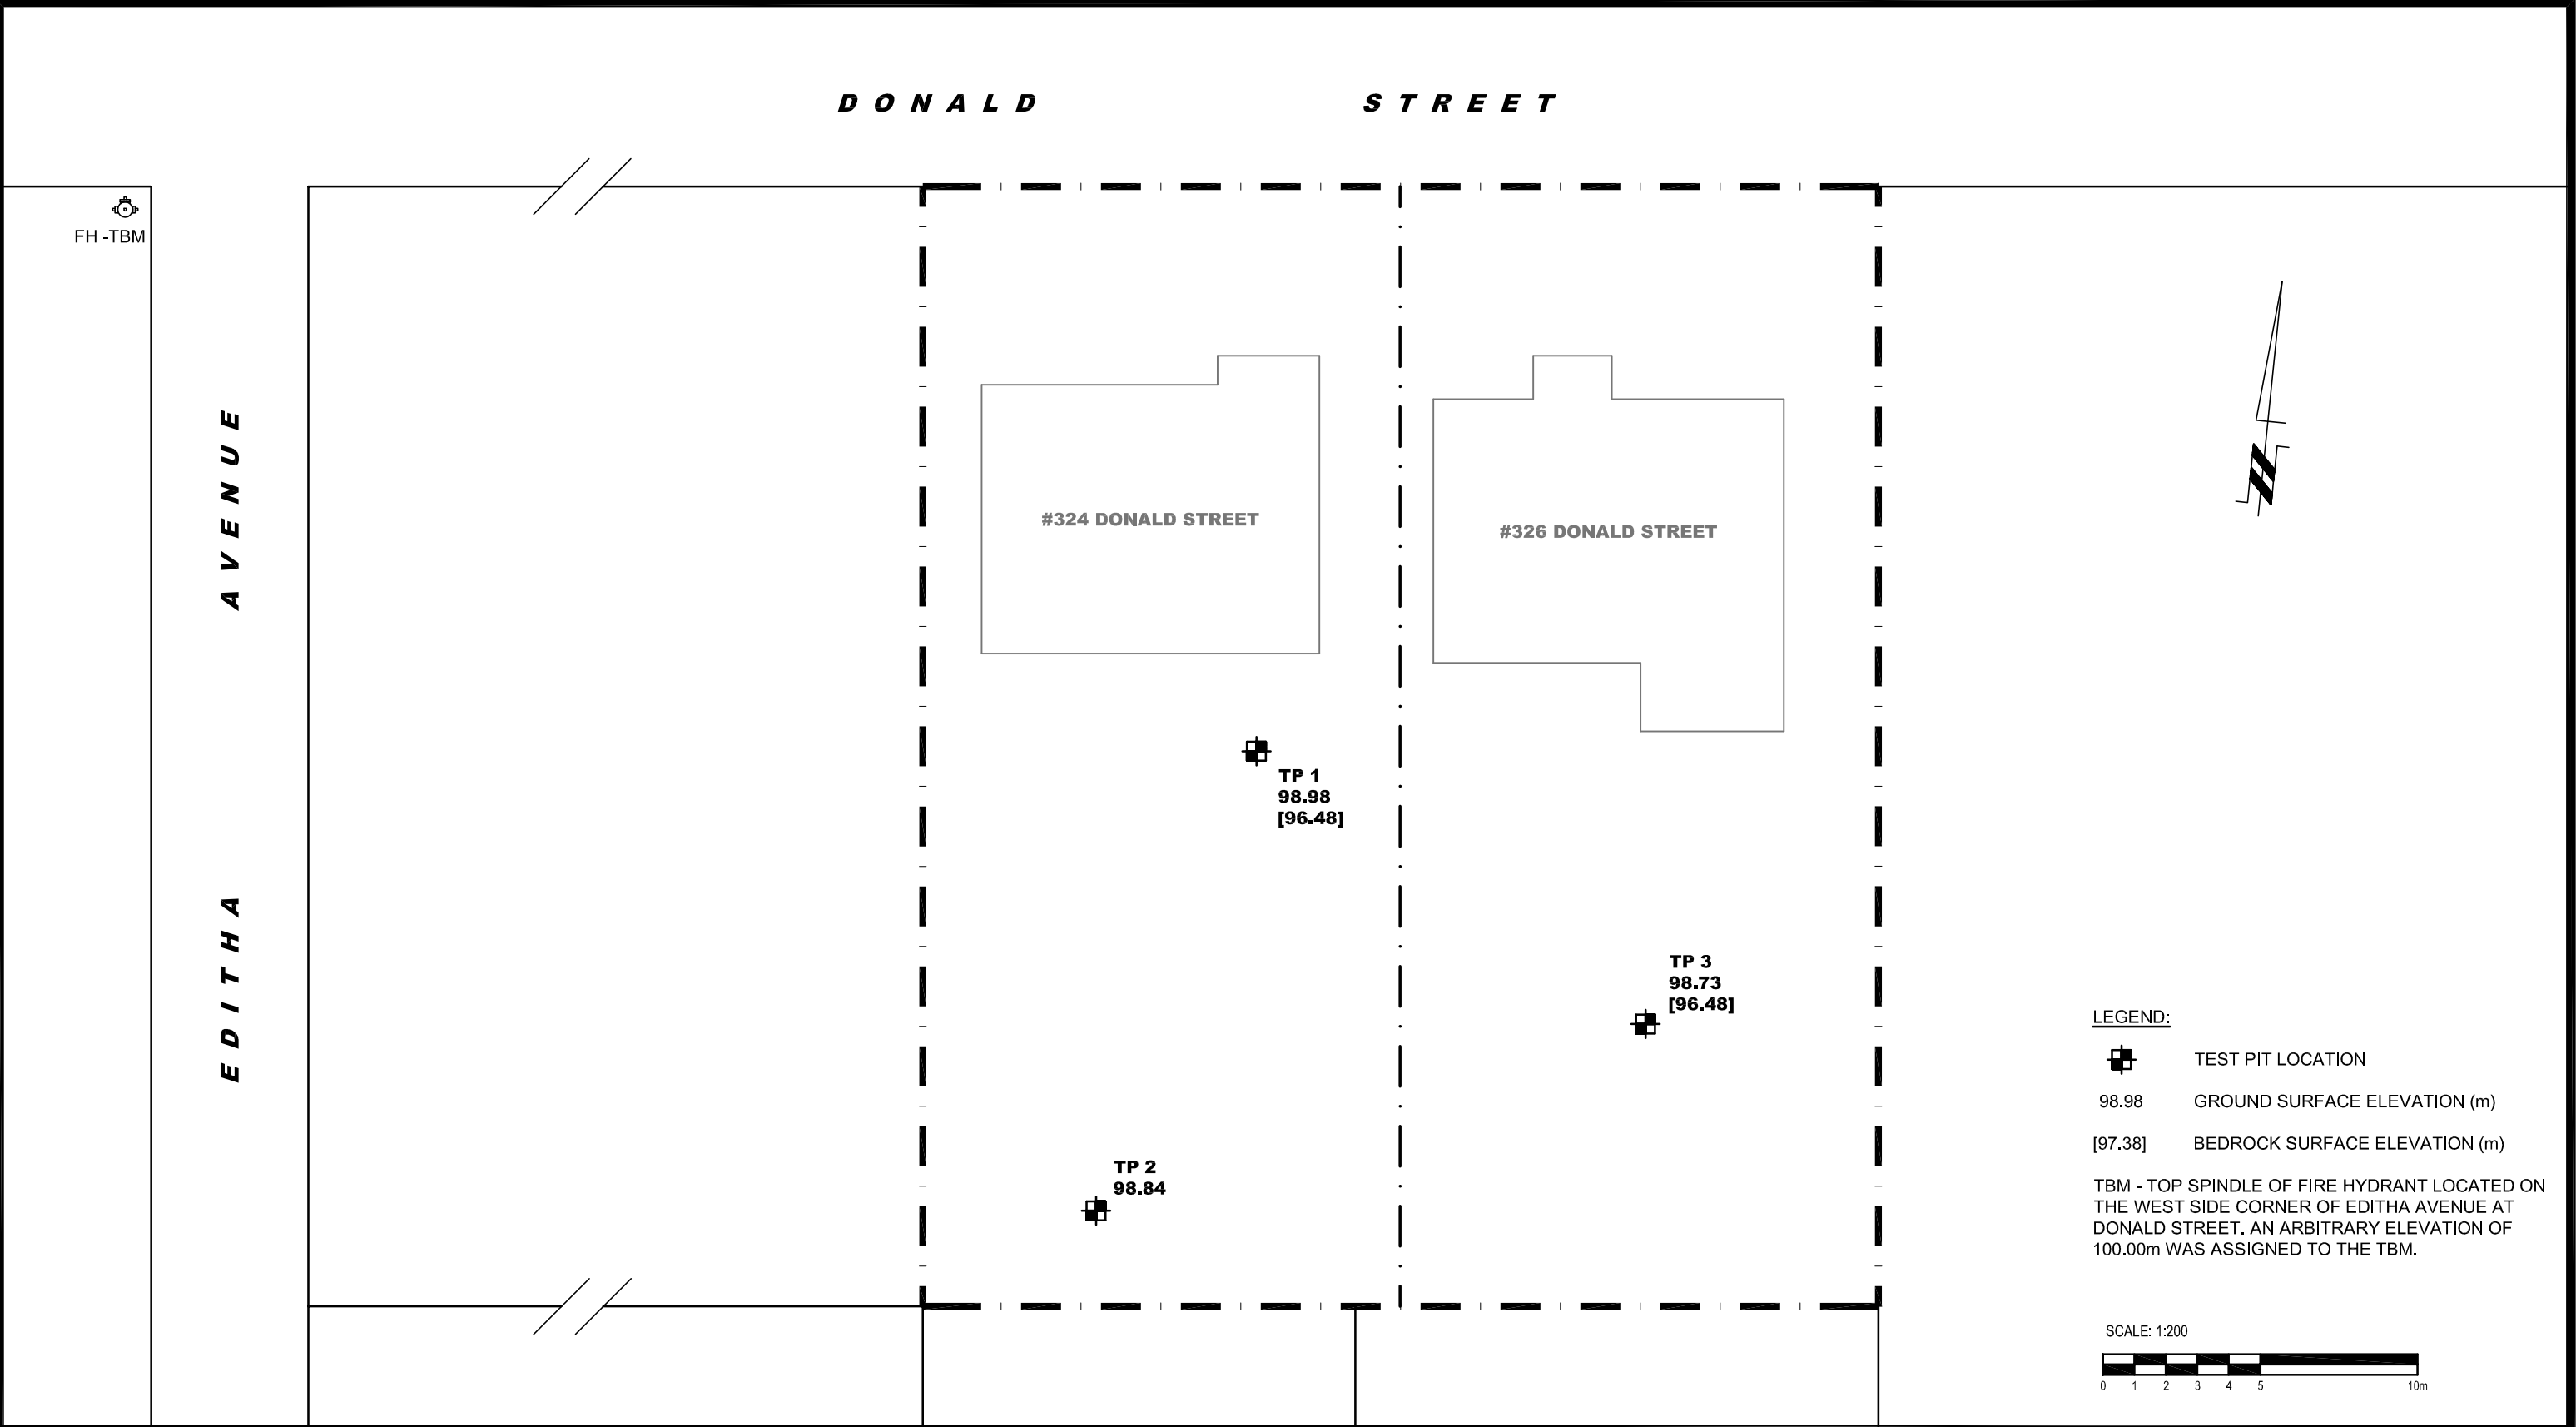 DONALD STREET
FH -TBM
EDITHA AVENUE
#324 DONALD STREET
#326 DONALD STREET
TP 1
98.98
[96.48]
TP 3
98.73
[96.48]
TP 2
98.84
N
LEGEND:
TEST PIT LOCATION
98.98 GROUND SURFACE ELEVATION (m)
[97.38] BEDROCK SURFACE ELEVATION (m)
TBM - TOP SPINDLE OF FIRE HYDRANT LOCATED ON
THE WEST SIDE CORNER OF EDITHA AVENUE AT
DONALD STREET. AN ARBITRARY ELEVATION OF
100.00m WAS ASSIGNED TO THE TBM.
SCALE: 1:200
0 1 2 3 4 5 10m